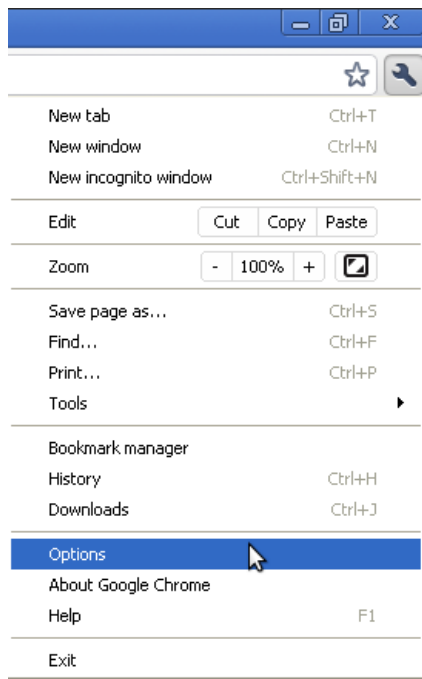 New tab Ctrl+T
New window Ctrl+N
New incognito window Ctrl+Shift+N
Edit Cut Copy Paste
Zoom - 100% +
Save page as... Ctrl+S
Find... Ctrl+F
Print... Ctrl+P
Tools
Bookmark manager
History Ctrl+H
Downloads Ctrl+J
Options
About Google Chrome
Help F1
Exit